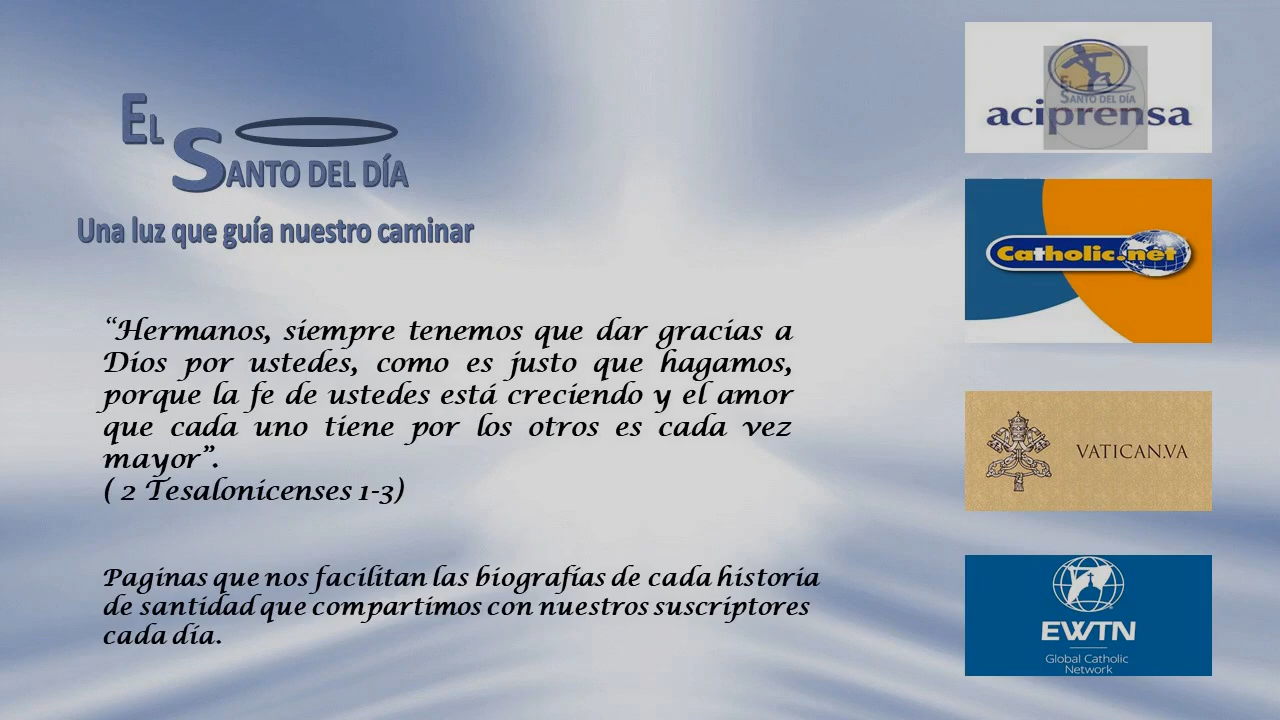 EL
SANTO DEL DÍA
Una luz que guía nuestro caminar
“Hermanos, siempre tenemos que dar gracias a
Dios por ustedes, como es justo que hagamos,
porque la fe de ustedes está creciendo y el amor
que cada uno tiene por los otros es cada vez
mayor”.
( 2 Tesalonicenses 1-3)
Paginas que nos facilitan las biografías de cada historia
de santidad que compartimos con nuestros suscriptores
cada día.
EL
SANTO DEL DÍA
aciprensa
Catholic.net
VATICAN.VA
EWTN
Global Catholic
Network